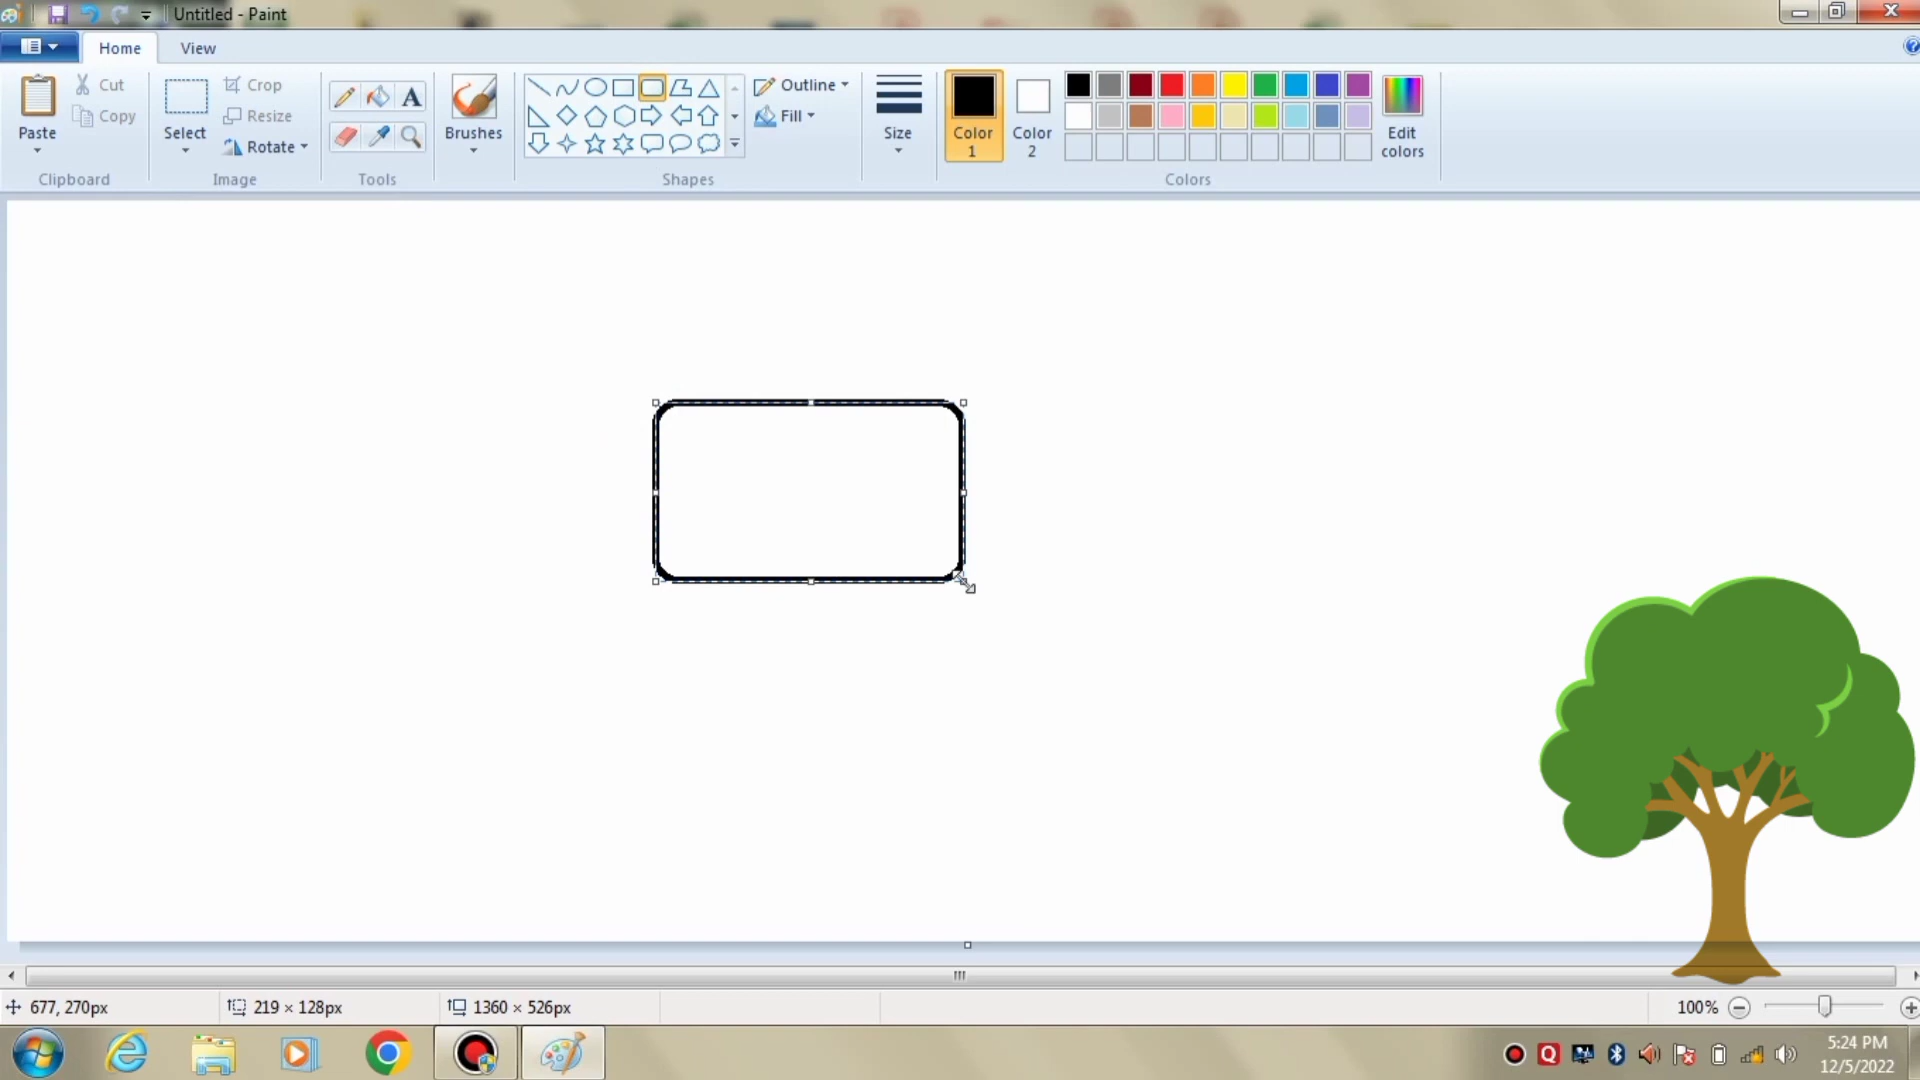 Untitled - Paint
Home View
Paste
Cut
Copy
Clipboard
Select
Crop
Resize
Rotate
Image
A
Tools
Brushes
Outline
Fill
Shapes
Size
Color 1
Color 2
Edit colors
Colors
677, 270px
219 × 128px
1360 × 526px
100%
5:24 PM
12/5/2022